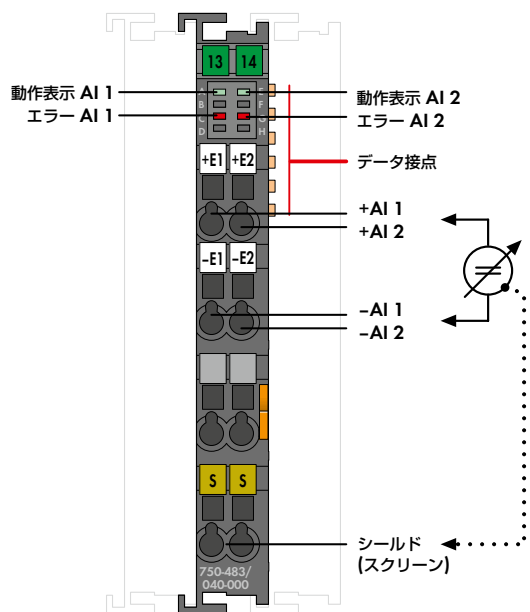 13 14
動作表示 AI 1
エラー AI 1
A
B
C
D
E
F
G
H
動作表示 AI 2
エラー AI 2
データ接点
+E1 +E2
+AI 1
+AI 2
–E1 –E2
–AI 1
–AI 2
S S
シールド
(スクリーン)
750-483/
040-000